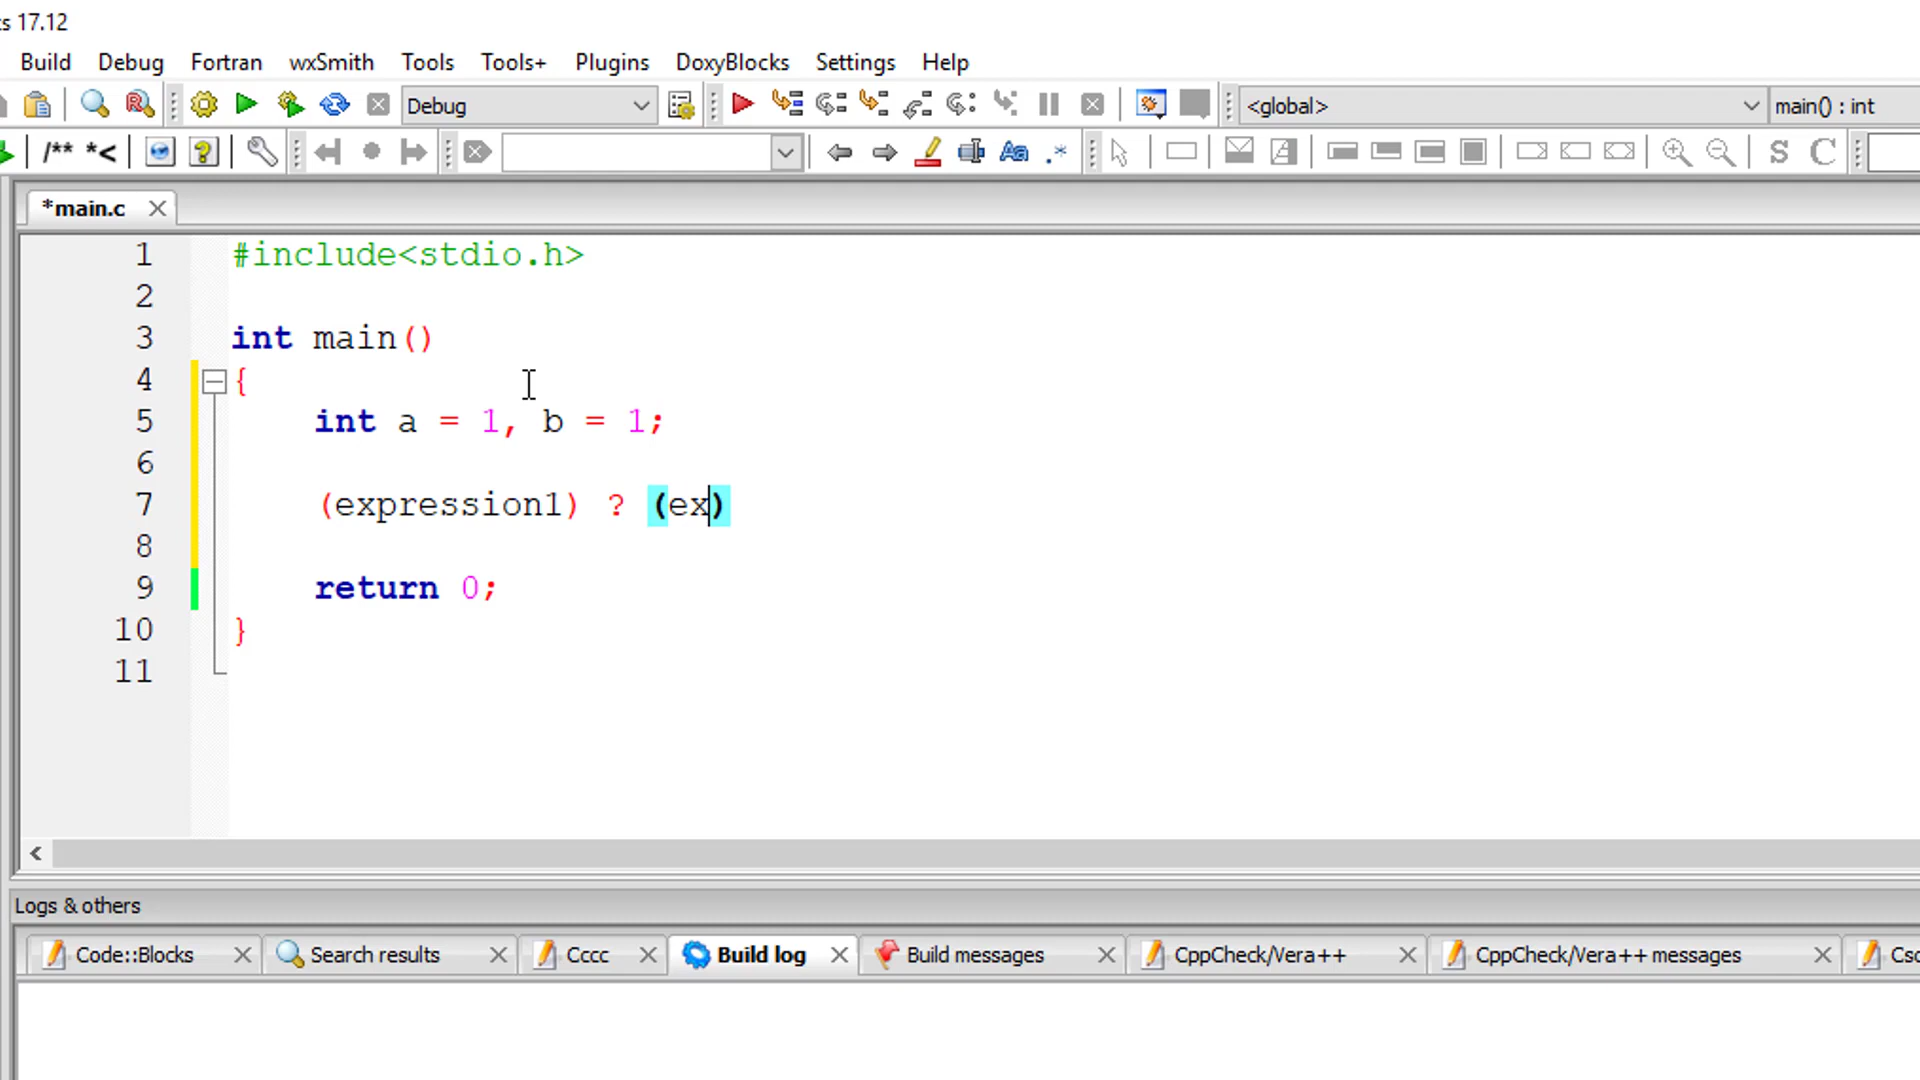 s 17.12
Build Debug Fortran wxSmith Tools Tools+ Plugins DoxyBlocks Settings Help
Debug <global> main() : int
/** *< Aa .* S C
*main.c
1 #include<stdio.h>
2
3 int main()
4 {
5 int a = 1, b = 1;
6
7 (expression1) ? (ex)
8
9 return 0;
10 }
11
Logs & others
Code::Blocks Search results Cccc Build log Build messages CppCheck/Vera++ CppCheck/Vera++ messages Csc